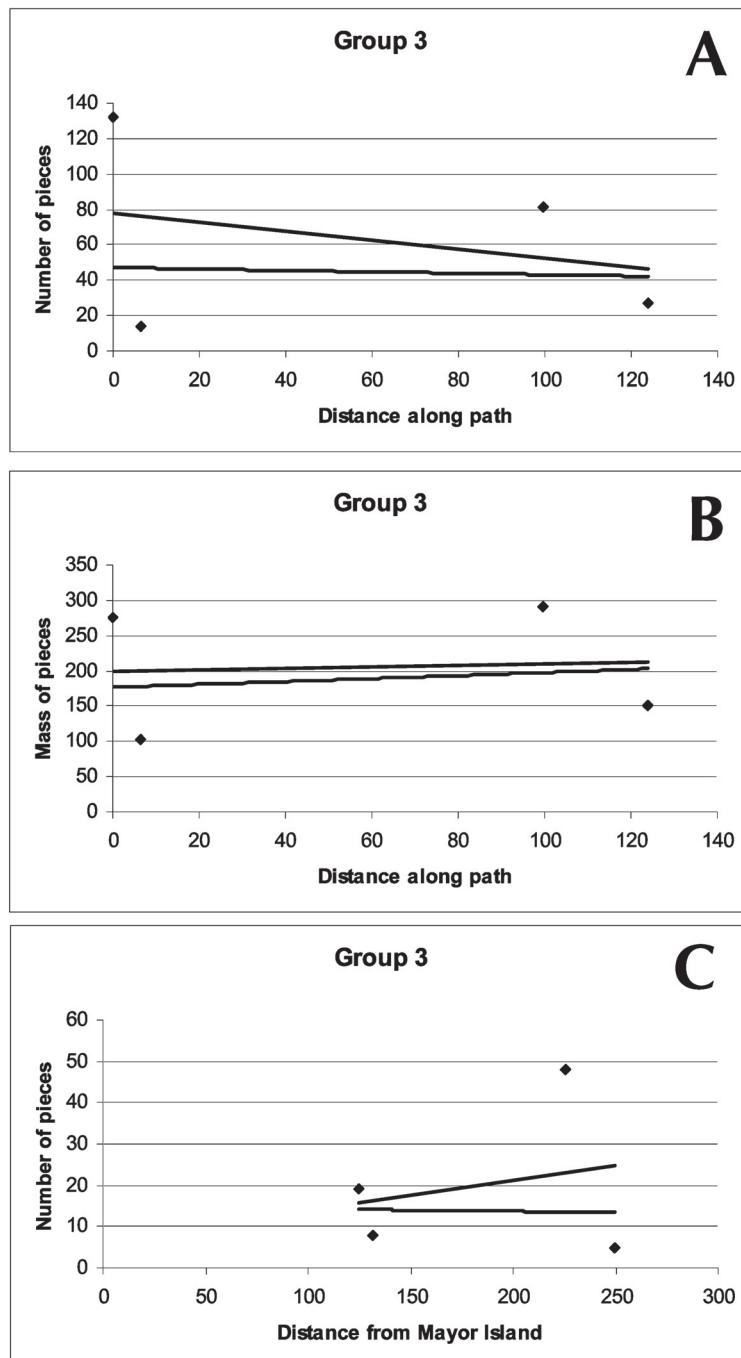 Group 3
A
Number of pieces
140
120
100
80
60
40
20
0
0 20 40 60 80 100 120 140
Distance along path
Group 3
B
Mass of pieces
350
300
250
200
150
100
50
0
0 20 40 60 80 100 120 140
Distance along path
Group 3
C
Number of pieces
60
50
40
30
20
10
0
0 50 100 150 200 250 300
Distance from Mayor Island